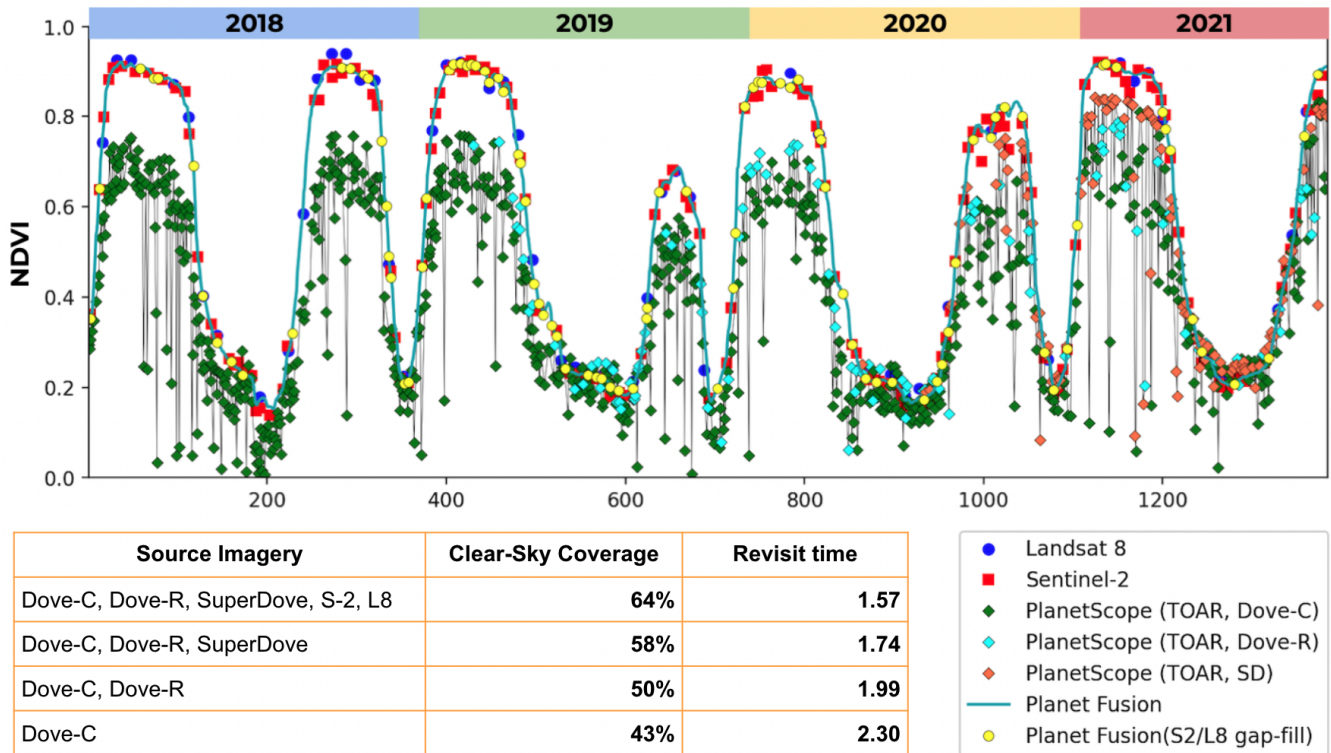 2018 2019 2020 2021
1.0
0.8
0.6
0.4
0.2
0.0
NDVI
200 400 600 800 1000 1200
Source Imagery Clear-Sky Coverage Revisit time
Dove-C, Dove-R, SuperDove, S-2, L8 64% 1.57
Dove-C, Dove-R, SuperDove 58% 1.74
Dove-C, Dove-R 50% 1.99
Dove-C 43% 2.30
Landsat 8
Sentinel-2
PlanetScope (TOAR, Dove-C)
PlanetScope (TOAR, Dove-R)
PlanetScope (TOAR, SD)
Planet Fusion
Planet Fusion(S2/L8 gap-fill)